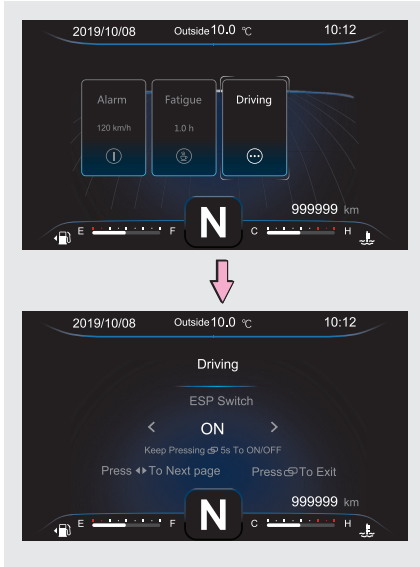 2019/10/08 Outside 10.0 ℃ 10:12
Alarm Fatigue Driving
120 km/h 1.0 h
999999 km
E F N C H
2019/10/08 Outside 10.0 ℃ 10:12
Driving
ESP Switch
< ON >
Keep Pressing 5s To ON/OFF
Press To Next page Press To Exit
999999 km
E F N C H